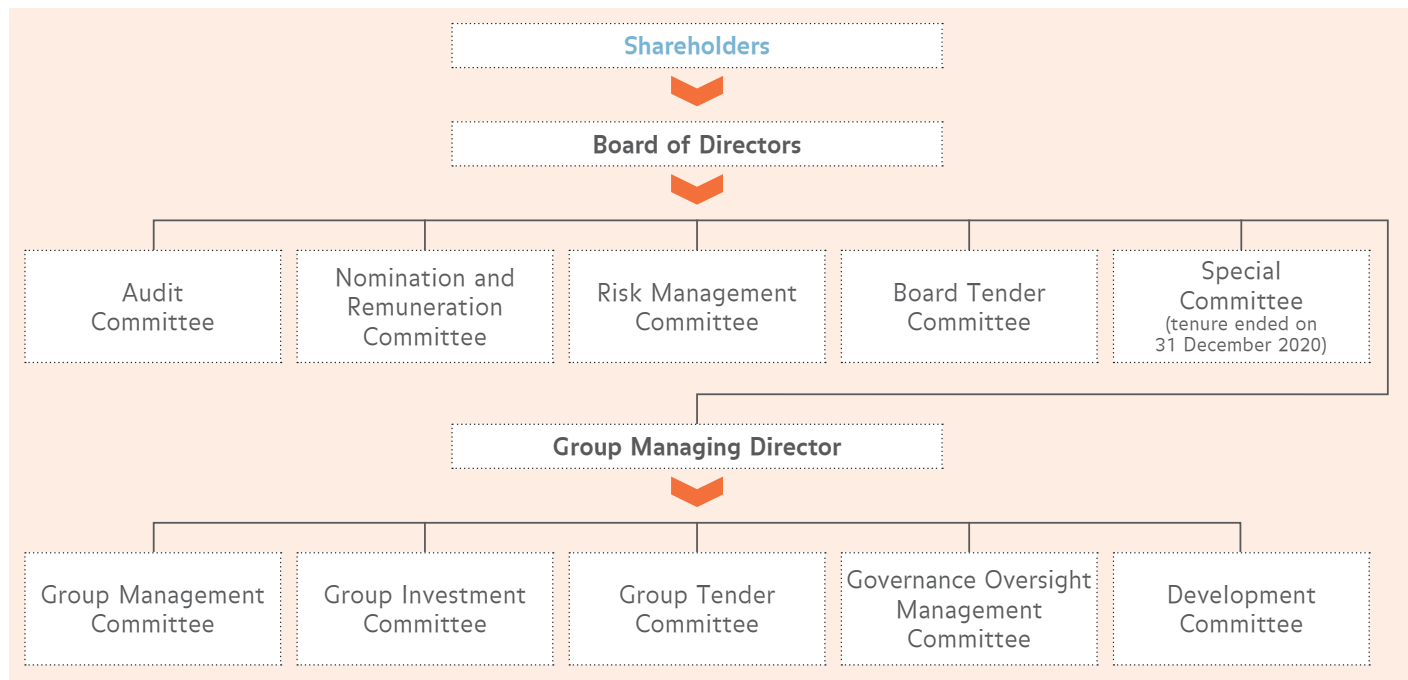 Shareholders
Board of Directors
Audit
Committee
Nomination and
Remuneration
Committee
Risk Management
Committee
Board Tender
Committee
Special
Committee
(tenure ended on
31 December 2020)
Group Managing Director
Group Management
Committee
Group Investment
Committee
Group Tender
Committee
Governance Oversight
Management
Committee
Development
Committee